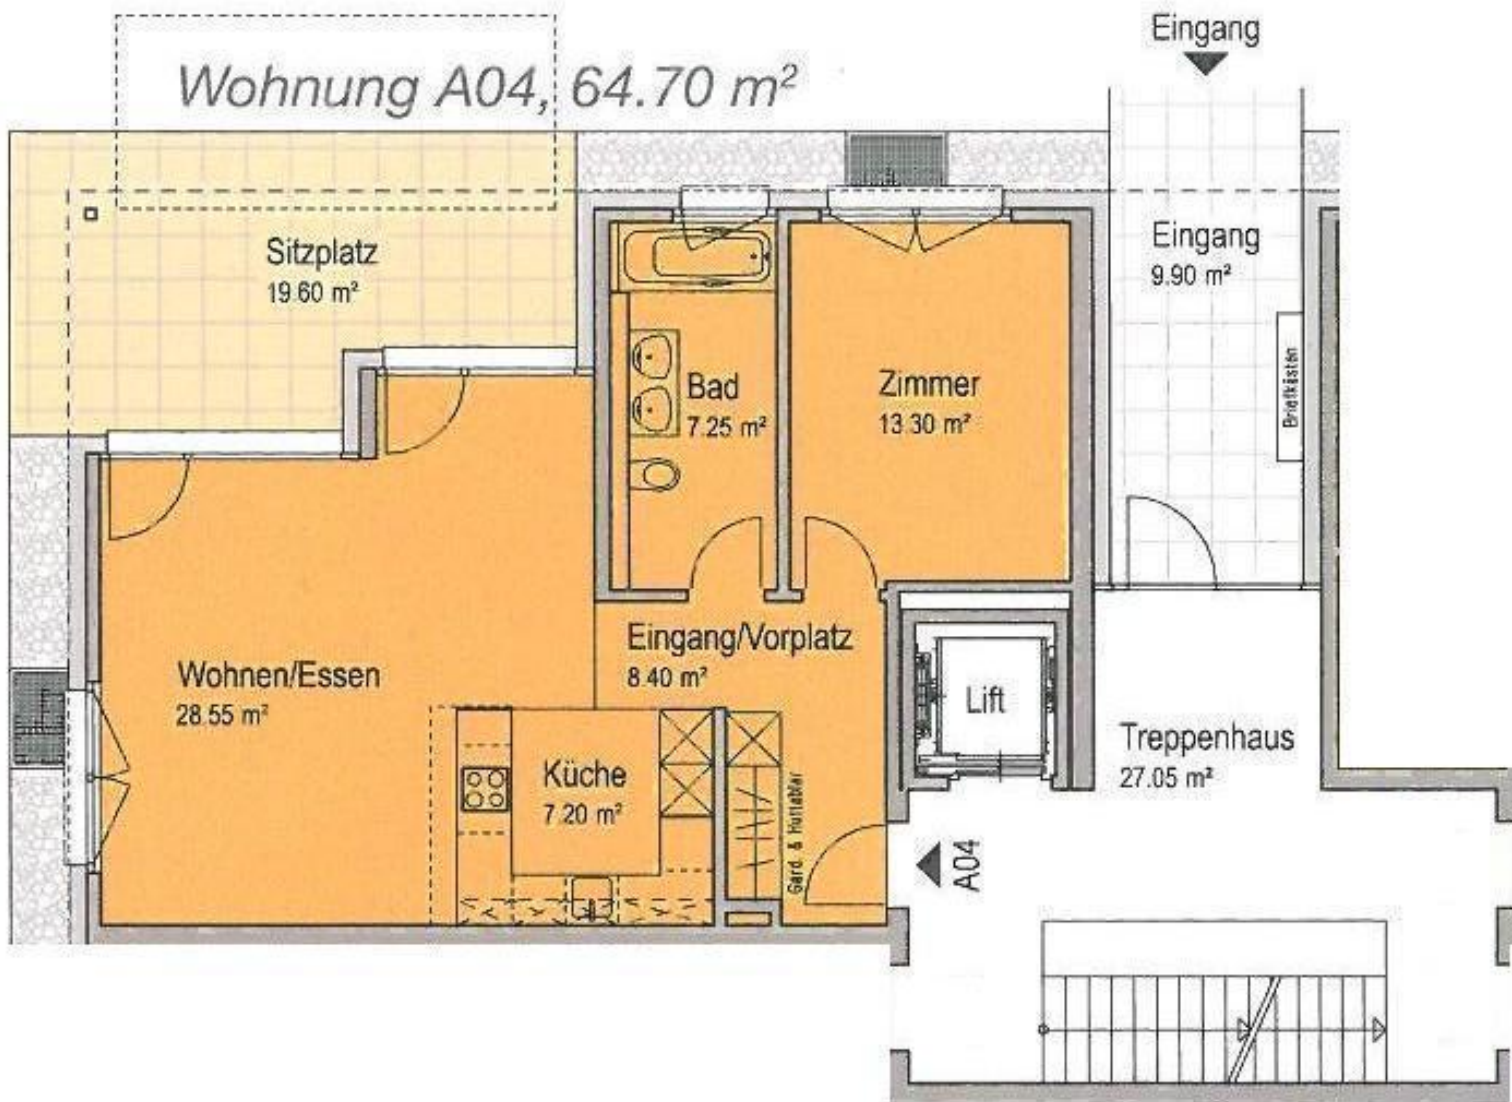 Eingang
Wohnung A04, 64.70 m²
Sitzplatz
19.60 m²
Eingang
9.90 m²
Briefkästen
Bad
7.25 m²
Zimmer
13.30 m²
Eingang/Vorplatz
8.40 m²
Wohnen/Essen
28.55 m²
Lift
Treppenhaus
27.05 m²
Küche
7.20 m²
Gard. & Huttablar
A04